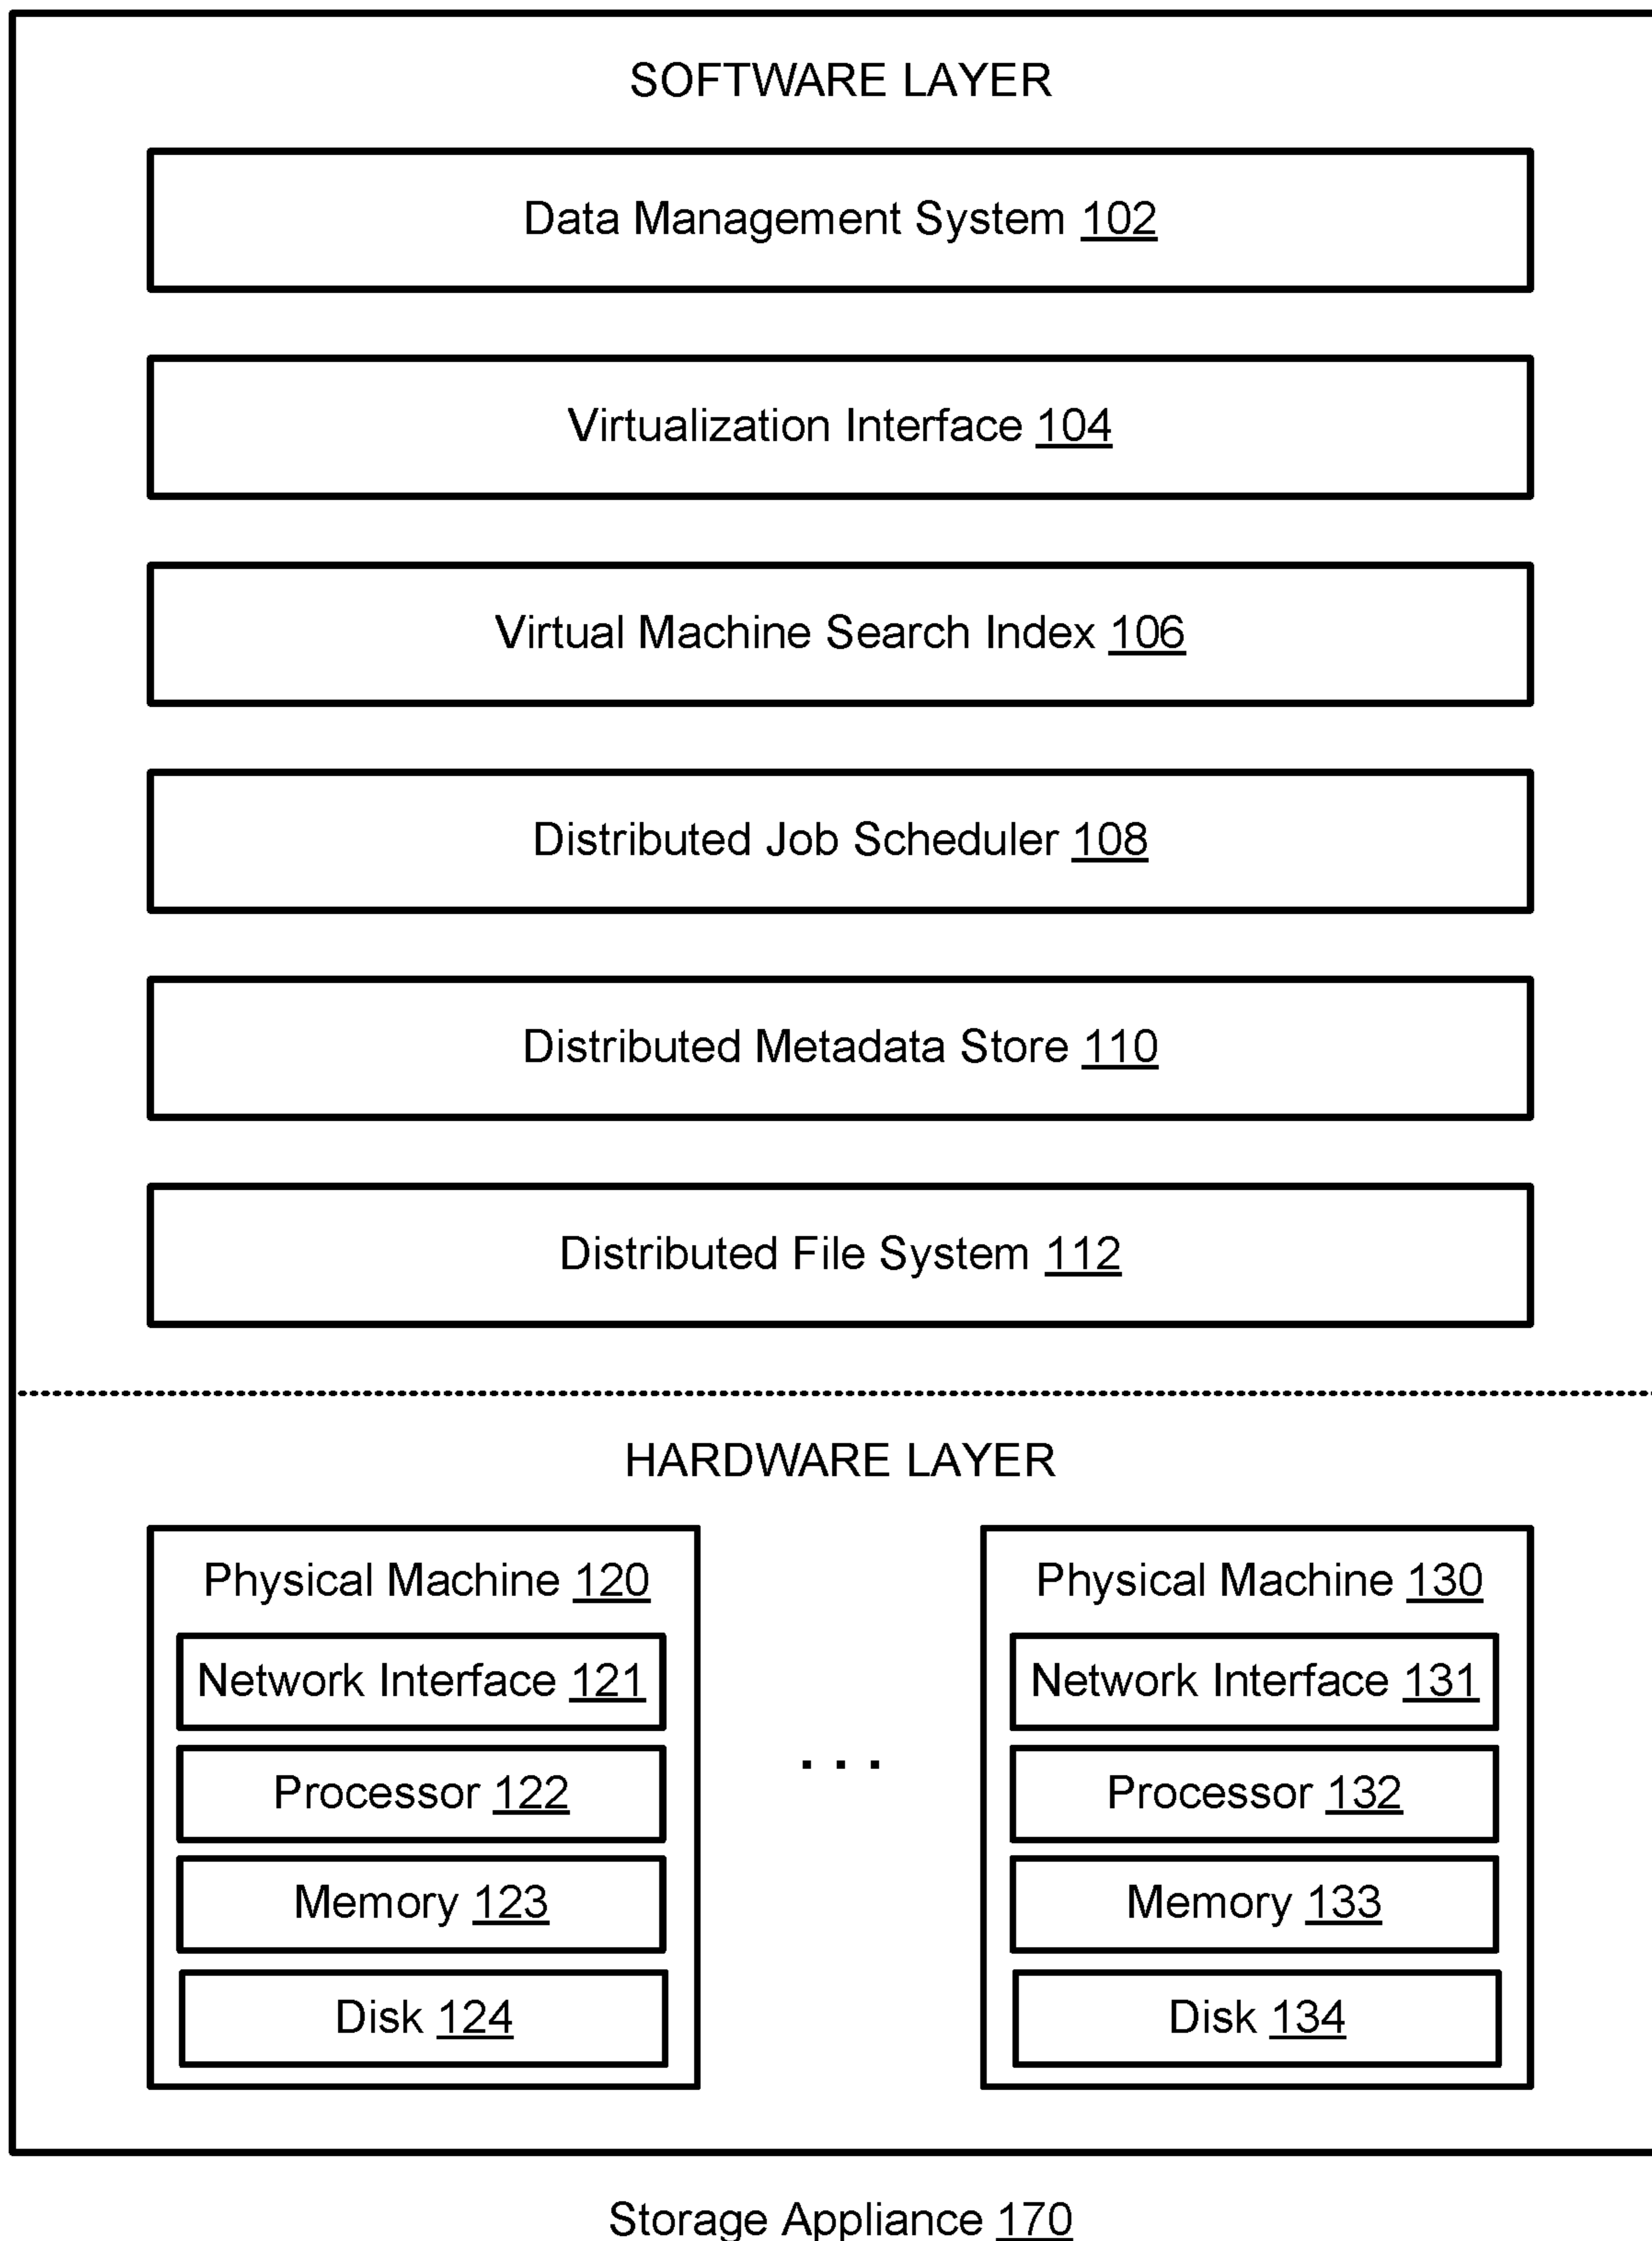 SOFTWARE LAYER
Data Management System 102
Virtualization Interface 104
Virtual Machine Search Index 106
Distributed Job Scheduler 108
Distributed Metadata Store 110
Distributed File System 112
HARDWARE LAYER
Physical Machine 120
Network Interface 121
Processor 122
Memory 123
Disk 124
. . .
Physical Machine 130
Network Interface 131
Processor 132
Memory 133
Disk 134
Storage Appliance 170